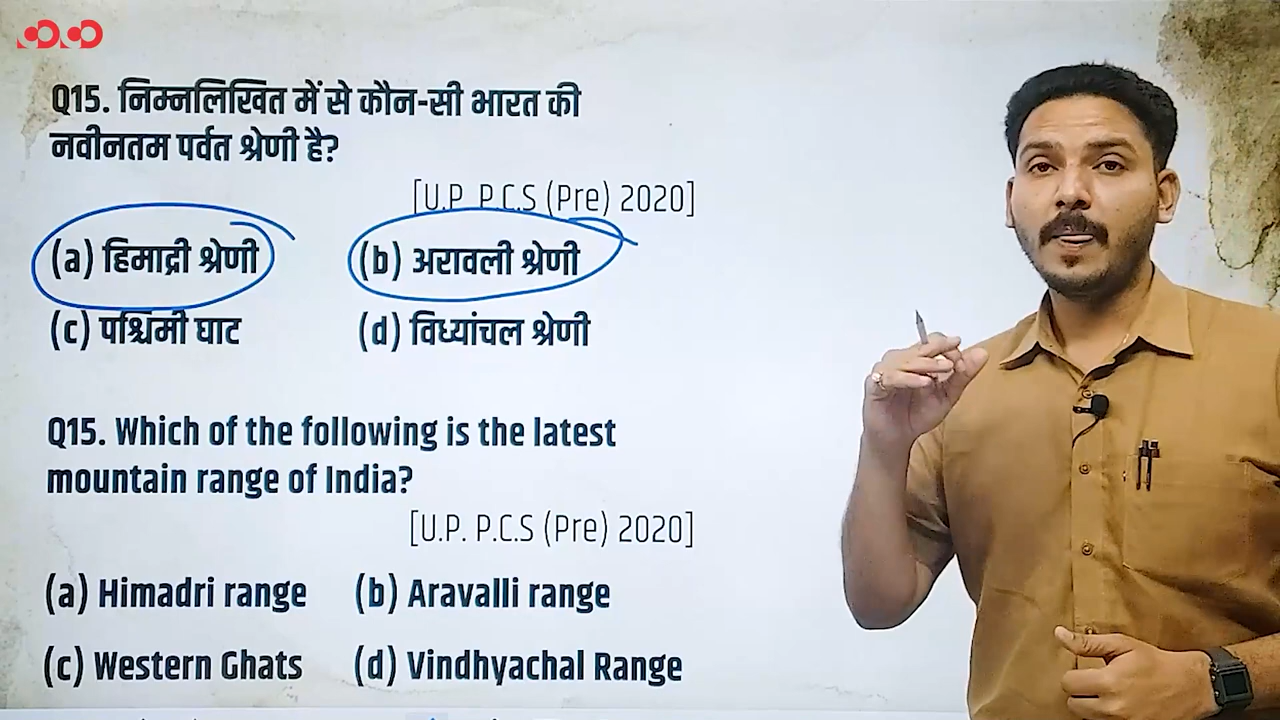 Q15. निम्नलिखित में से कौन-सी भारत की
नवीनतम पर्वत श्रेणी है?
[U.P P.C.S (Pre) 2020]
(a) हिमाद्री श्रेणी (b) अरावली श्रेणी
(c) पश्चिमी घाट (d) विध्यांचल श्रेणी
Q15. Which of the following is the latest
mountain range of India?
[U.P. P.C.S (Pre) 2020]
(a) Himadri range (b) Aravalli range
(c) Western Ghats (d) Vindhyachal Range